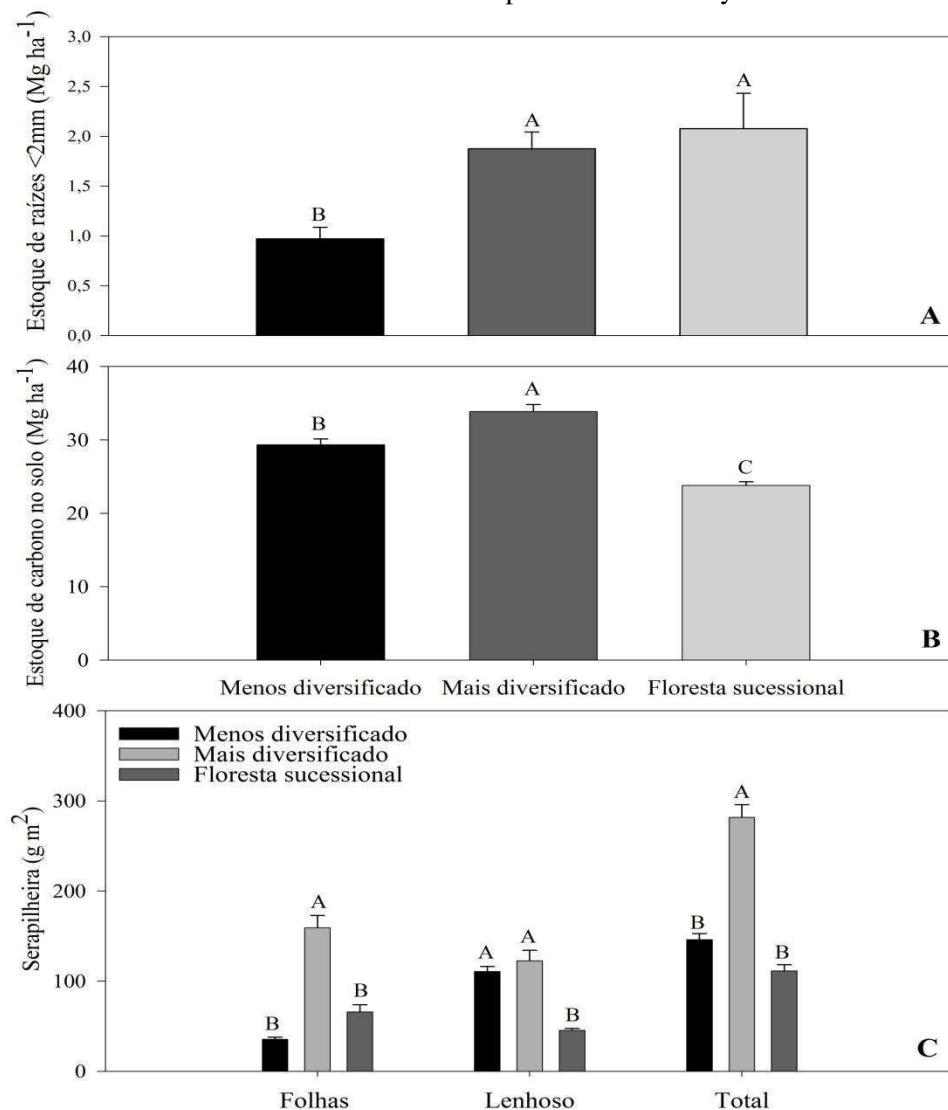 3,0
2,5
2,0
1,5
1,0
0,5
0,0
Estoque de raízes <2mm (Mg ha-1)
B
A
A
A
40
30
20
10
0
Estoque de carbono no solo (Mg ha-1)
B
A
C
B
Menos diversificado
Mais diversificado
Floresta sucessional
400
300
200
100
0
Serapilheira (g m2)
Menos diversificado
Mais diversificado
Floresta sucessional
B
A
B
A
A
B
B
A
B
C
Folhas
Lenhoso
Total